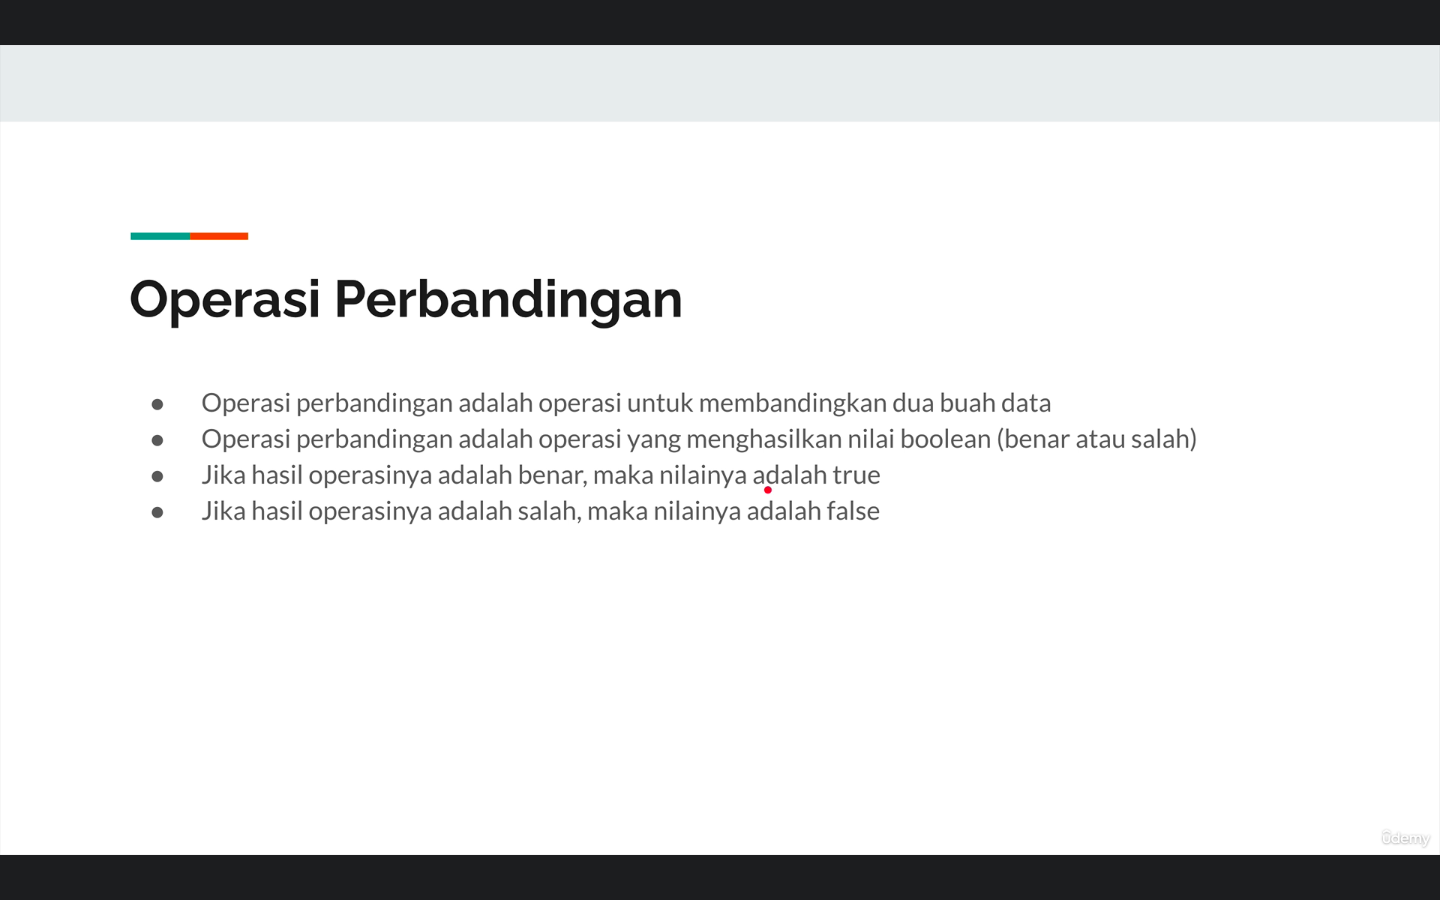 Operasi Perbandingan
● Operasi perbandingan adalah operasi untuk membandingkan dua buah data
● Operasi perbandingan adalah operasi yang menghasilkan nilai boolean (benar atau salah)
● Jika hasil operasinya adalah benar, maka nilainya adalah true
● Jika hasil operasinya adalah salah, maka nilainya adalah false
ûdemy